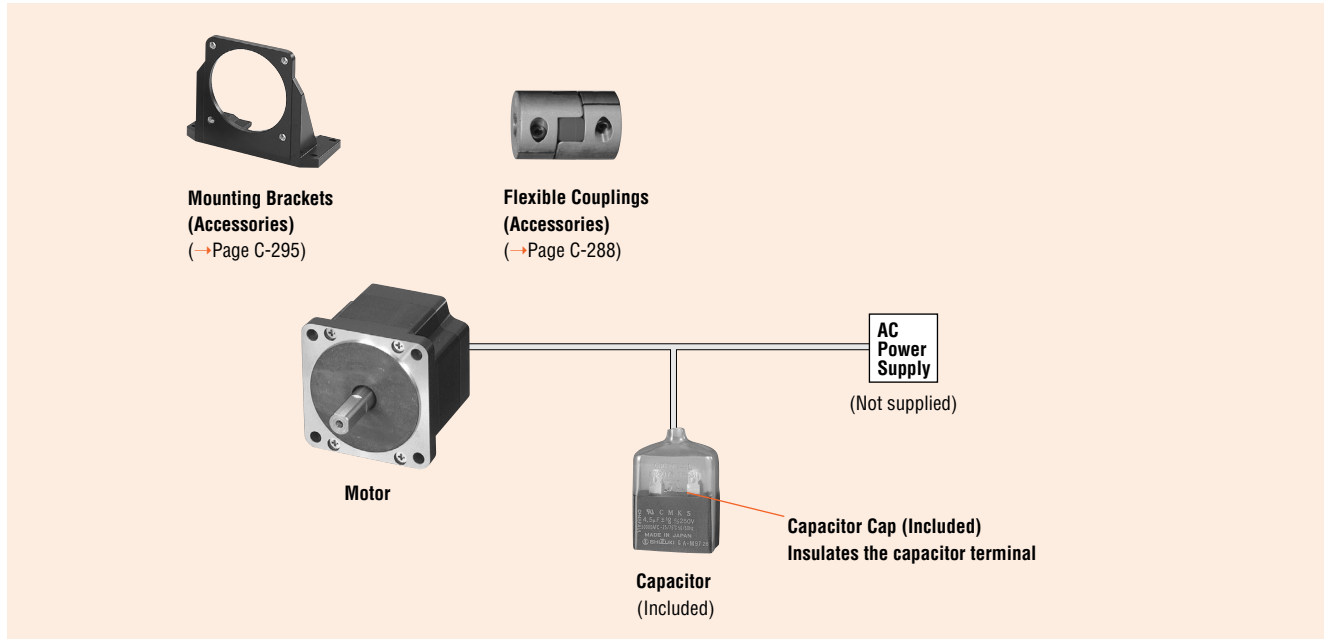 Mounting Brackets
(Accessories)
(→Page C-295)
Flexible Couplings
(Accessories)
(→Page C-288)
AC
Power
Supply
(Not supplied)
Motor
Capacitor Cap (Included)
Insulates the capacitor terminal
C M K S
MADE IN JAPAN
Capacitor
(Included)